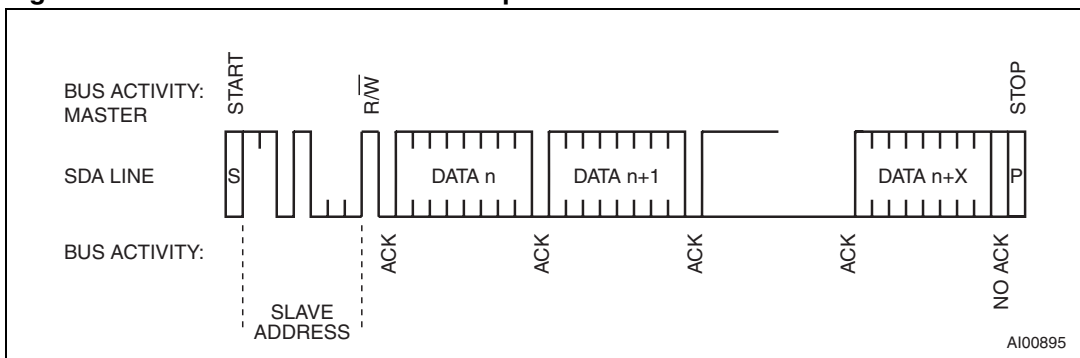 BUS ACTIVITY:
MASTER
START
R/W
STOP
SDA LINE
S
DATA n
DATA n+1
DATA n+X
P
BUS ACTIVITY:
ACK
ACK
ACK
ACK
NO ACK
SLAVE
ADDRESS
AI00895